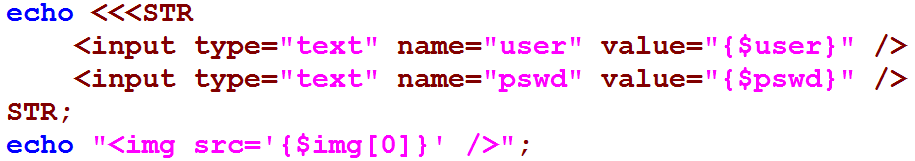 echo <<<STR
    <input type="text" name="user" value="{$user}" />
    <input type="text" name="pswd" value="{$pswd}" />
STR;
echo "<img src='{$img[0]}' />";